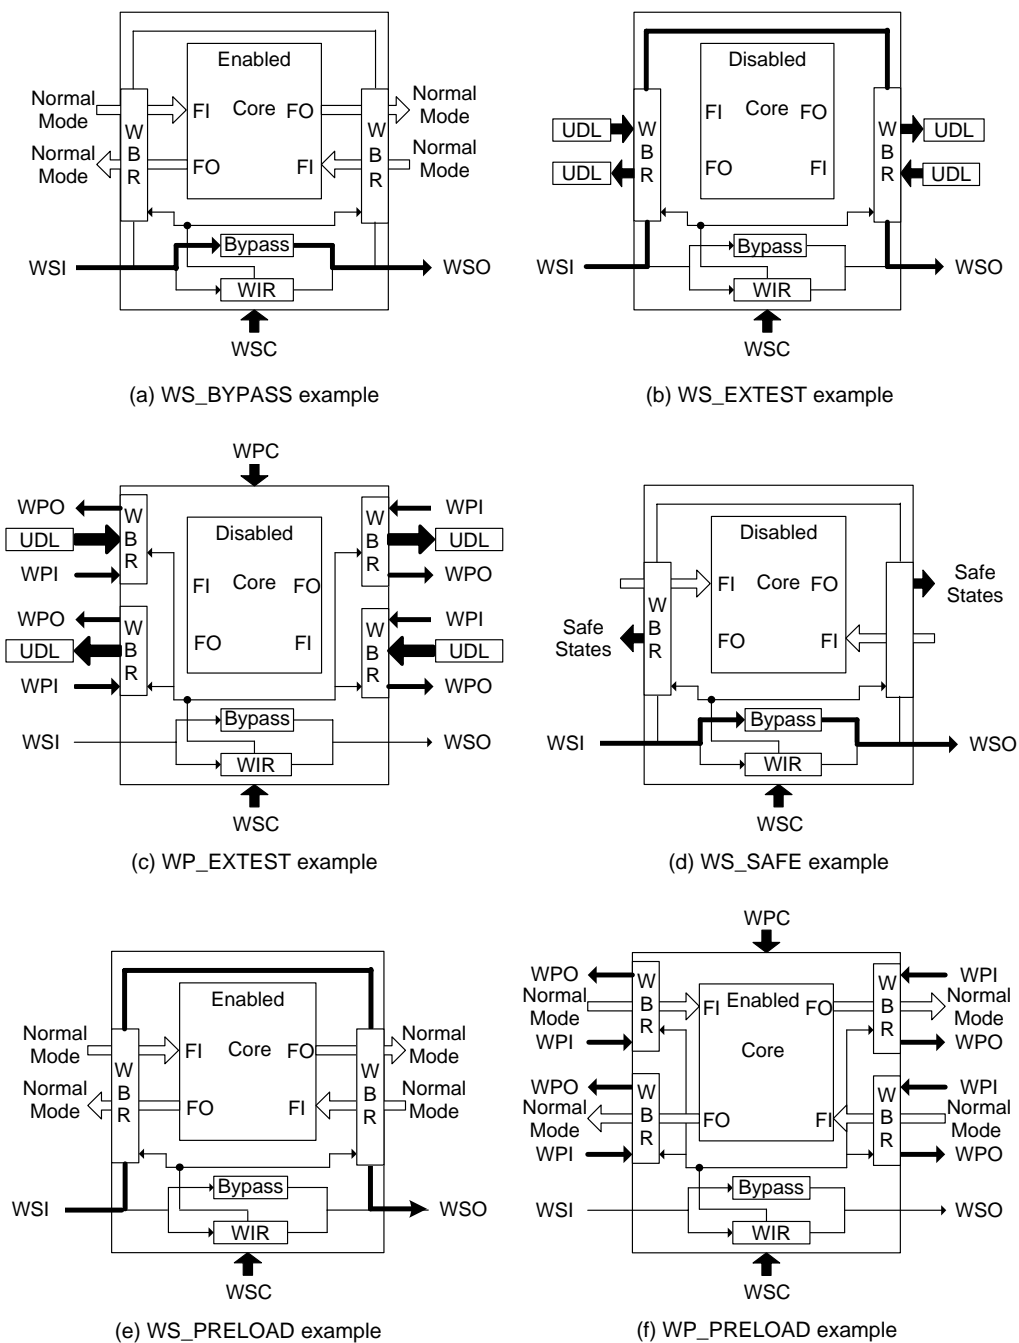 Enabled
Normal Mode
FI
Core
FO
Normal Mode
W B R
W B R
Normal Mode
FO
FI
Normal Mode
Bypass
WSI
WSO
WIR
WSC
(a) WS_BYPASS example
Disabled
FI
Core
FO
UDL
W B R
W B R
UDL
UDL
FO
FI
UDL
Bypass
WSI
WSO
WIR
WSC
(b) WS_EXTEST example
WPC
WPO
W B R
W B R
WPI
Disabled
UDL
UDL
FI
Core
FO
WPI
WPO
WPO
W B R
W B R
WPI
UDL
FO
FI
UDL
WPI
WPO
Bypass
WSI
WSO
WIR
WSC
(c) WP_EXTEST example
Disabled
FI
Core
FO
Safe States
W B R
Safe States
FO
FI
Bypass
WSI
WSO
WIR
WSC
(d) WS_SAFE example
Enabled
Normal Mode
FI
Core
FO
Normal Mode
W B R
W B R
Normal Mode
FO
FI
Normal Mode
Bypass
WSI
WSO
WIR
WSC
(e) WS_PRELOAD example
WPC
WPO
W B R
W B R
WPI
Normal Mode
FI
Enabled
FO
Normal Mode
WPI
Core
WPO
WPO
W B R
W B R
WPI
Normal Mode
FO
FI
Normal Mode
WPI
WPO
Bypass
WSI
WSO
WIR
WSC
(f) WP_PRELOAD example